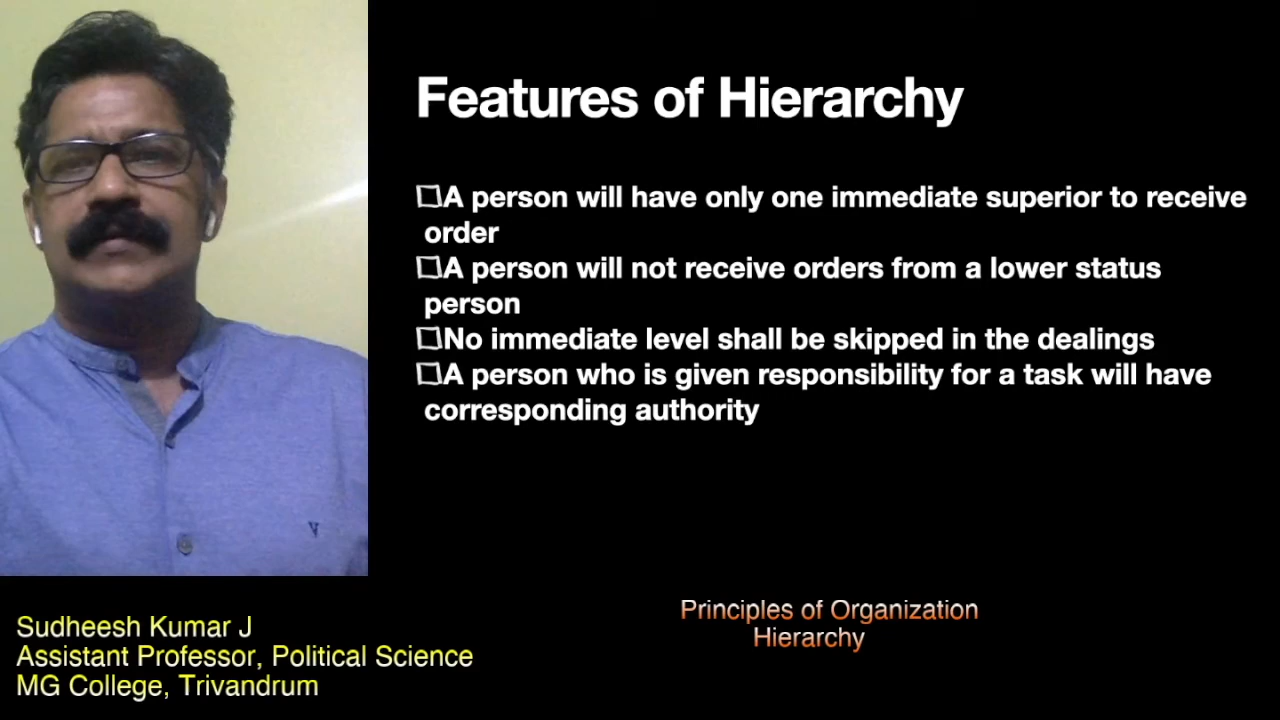 Features of Hierarchy
☐A person will have only one immediate superior to receive
order
☐A person will not receive orders from a lower status
person
☐No immediate level shall be skipped in the dealings
☐A person who is given responsibility for a task will have
corresponding authority
Principles of Organization
Hierarchy
Sudheesh Kumar J
Assistant Professor, Political Science
MG College, Trivandrum